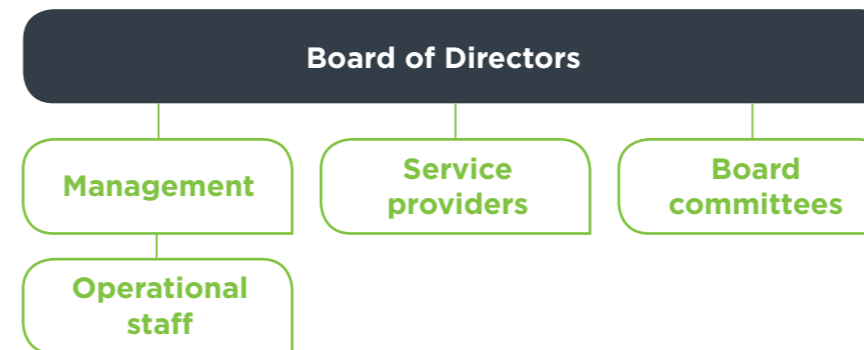 Board of Directors
Management
Service
providers
Board
committees
Operational
staff